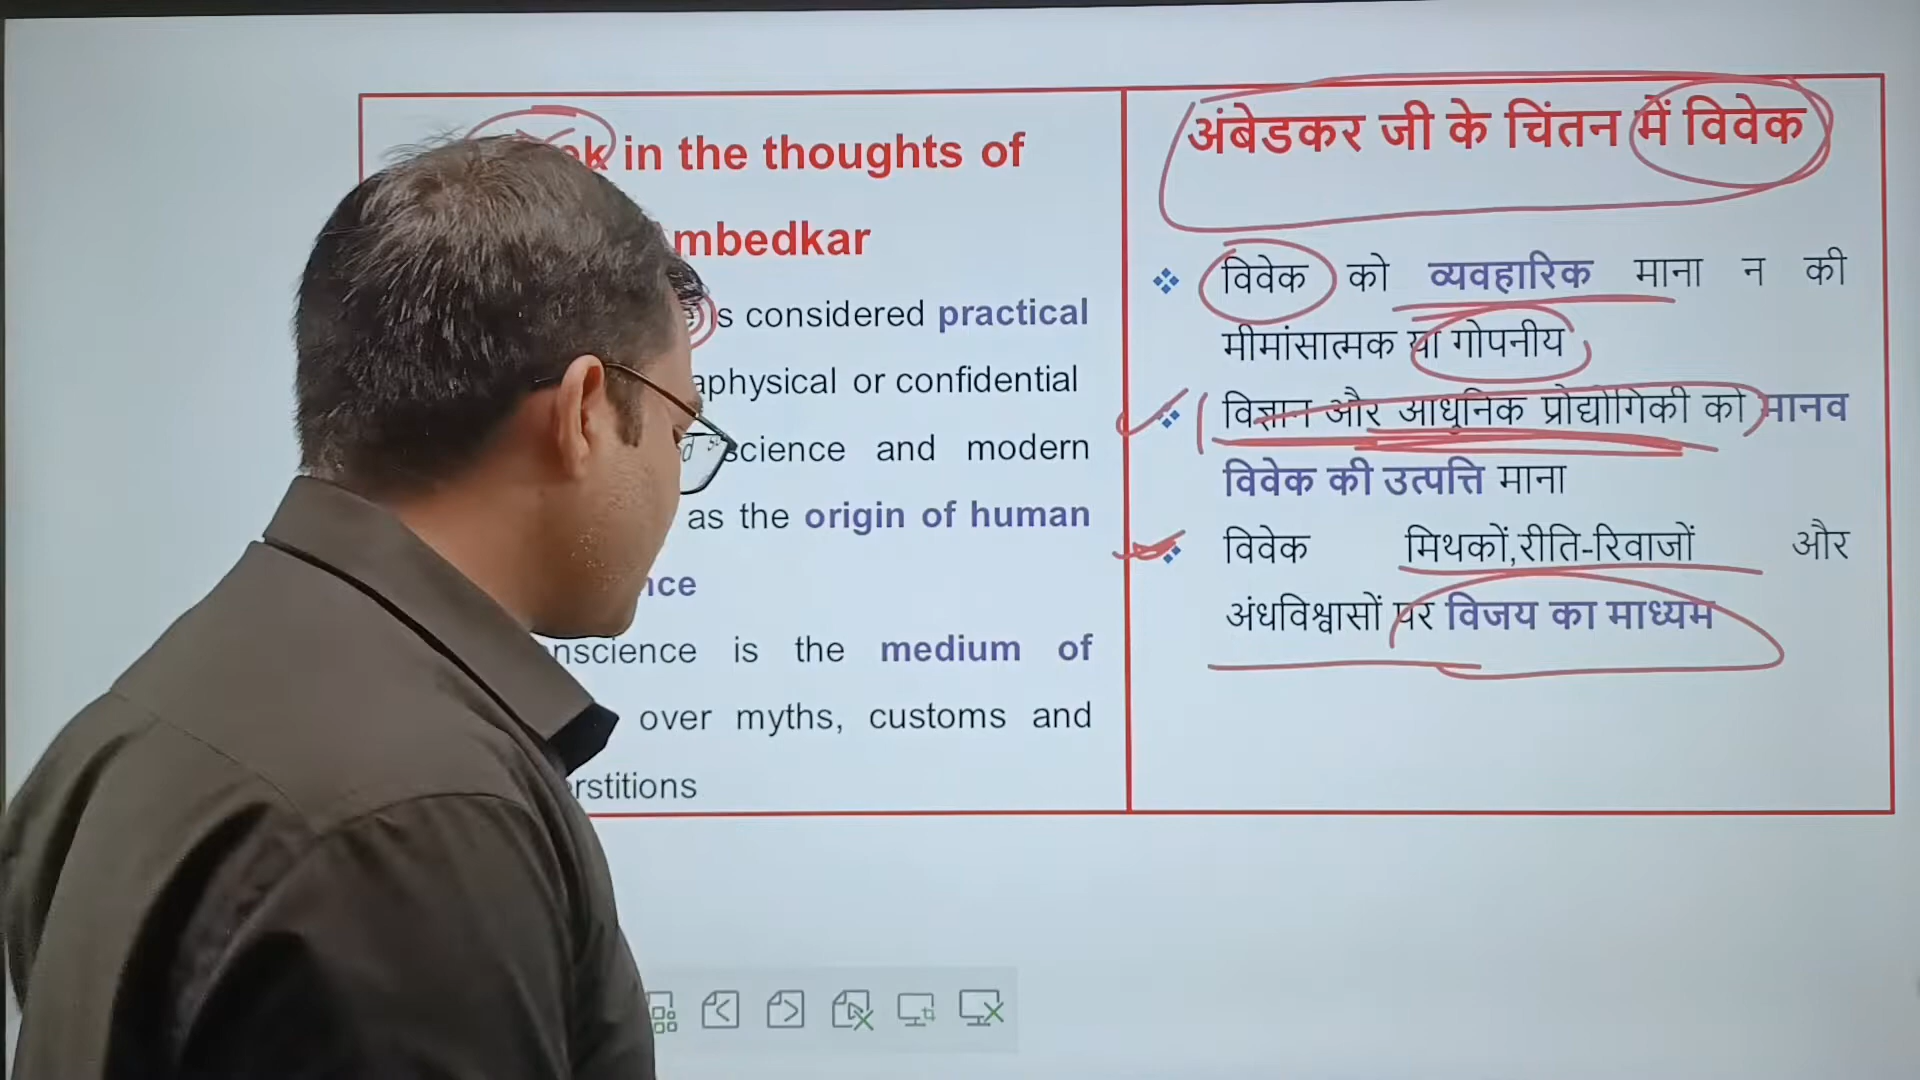 in the thoughts of
mbedkar
s considered practical
aphysical or confidential
science and modern
as the origin of human
nce
nscience is the medium of
over myths, customs and
rstitions
अंबेडकर जी के चिंतन में विवेक
विवेक को व्यवहारिक माना न की
मीमांसात्मक या गोपनीय
विज्ञान और आधुनिक प्रोद्योगिकी को मानव
विवेक की उत्पत्ति माना
विवेक मिथकों,रीति-रिवाजों और
अंधविश्वासों पर विजय का माध्यम